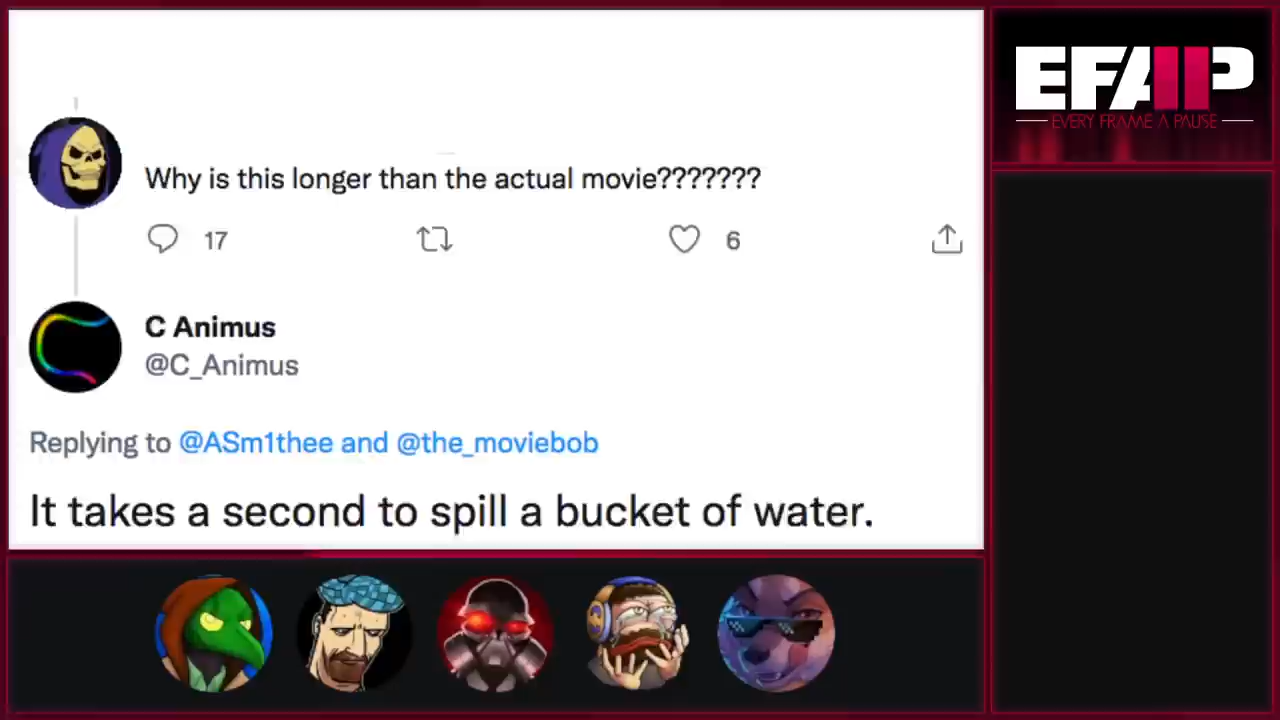 EFAP
EVERY FRAME A PAUSE
Why is this longer than the actual movie???????
17
6
C Animus
@C_Animus
Replying to @ASm1thee and @the_moviebob
It takes a second to spill a bucket of water.